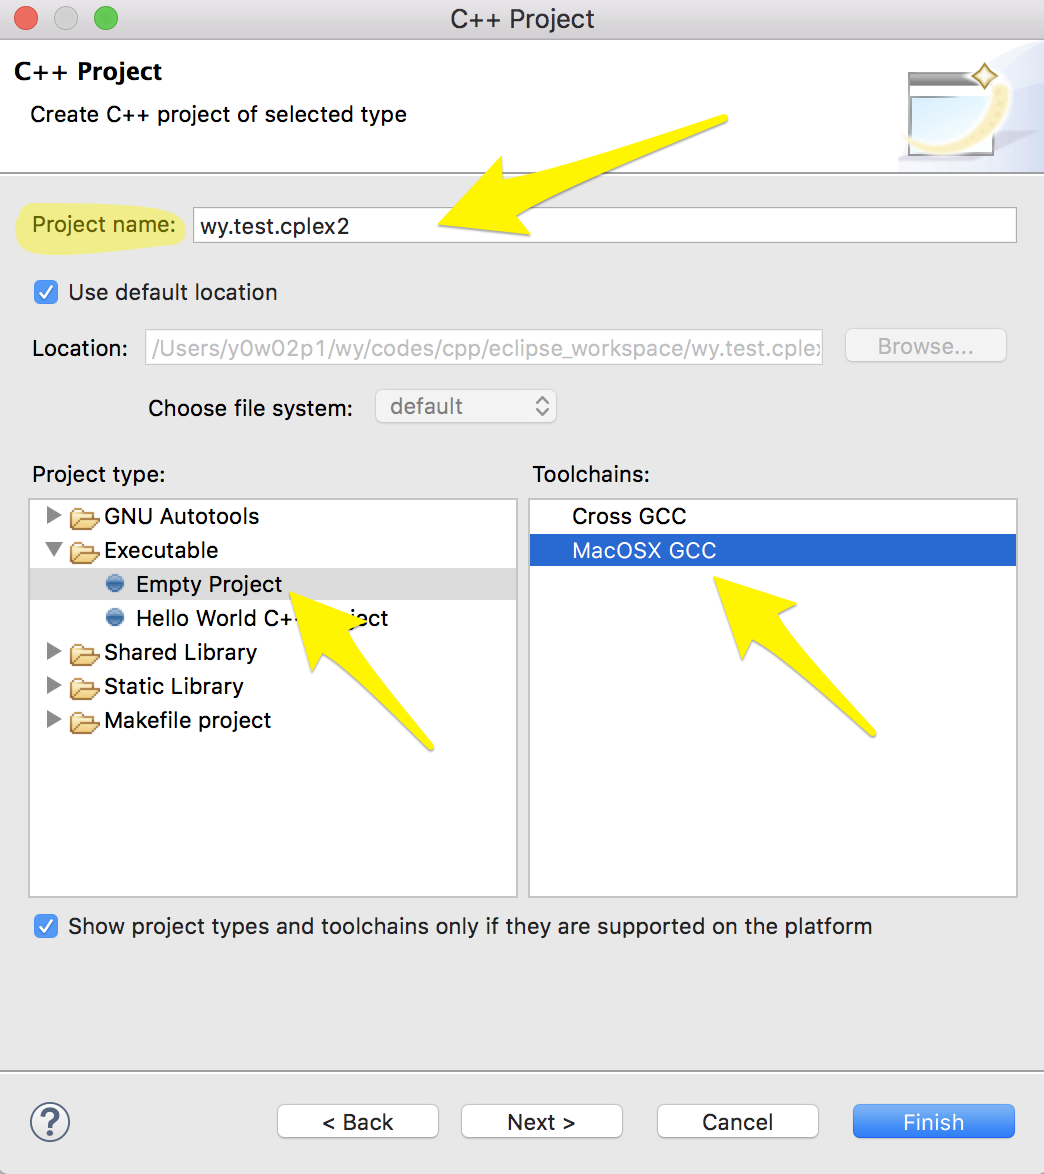 C++ Project
C++ Project
Create C++ project of selected type
Project name: wy.test.cplex2
Use default location
Location: /Users/y0w02p1/wy/codes/cpp/eclipse_workspace/wy.test.cplex
Browse...
Choose file system: default
Project type:
GNU Autotools
Executable
Empty Project
Hello World C++
Shared Library
Static Library
Makefile project
Toolchains:
Cross GCC
MacOSX GCC
Show project types and toolchains only if they are supported on the platform
?
< Back
Next >
Cancel
Finish